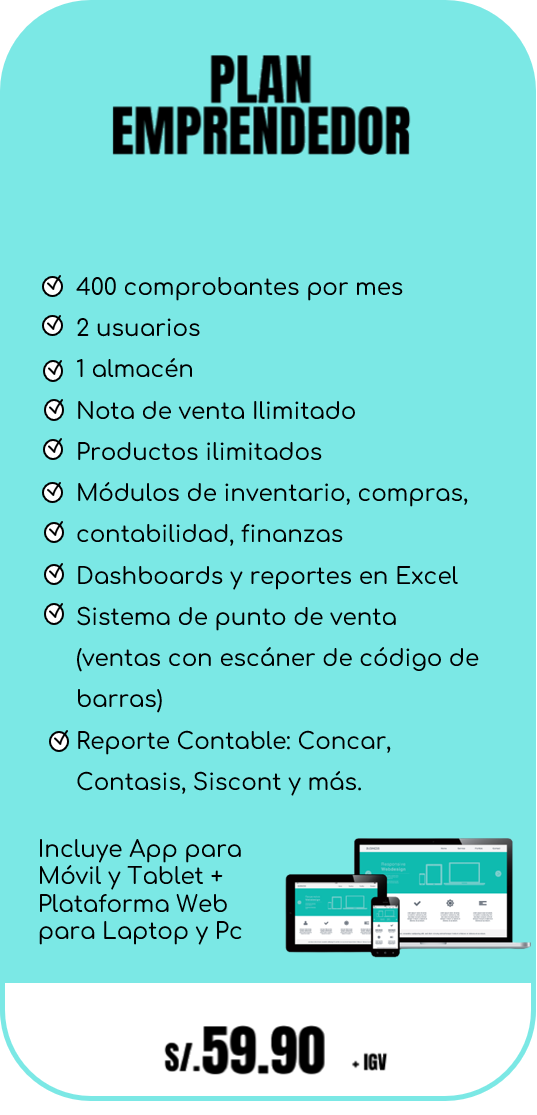 PLAN
EMPRENDEDOR
400 comprobantes por mes
2 usuarios
1 almacén
Nota de venta Ilimitado
Productos ilimitados
Módulos de inventario, compras,
contabilidad, finanzas
Dashboards y reportes en Excel
Sistema de punto de venta
(ventas con escáner de código de
barras)
Reporte Contable: Concar,
Contasis, Siscont y más.
Incluye App para
Móvil y Tablet +
Plataforma Web
para Laptop y Pc
S/.59.90 + IGV